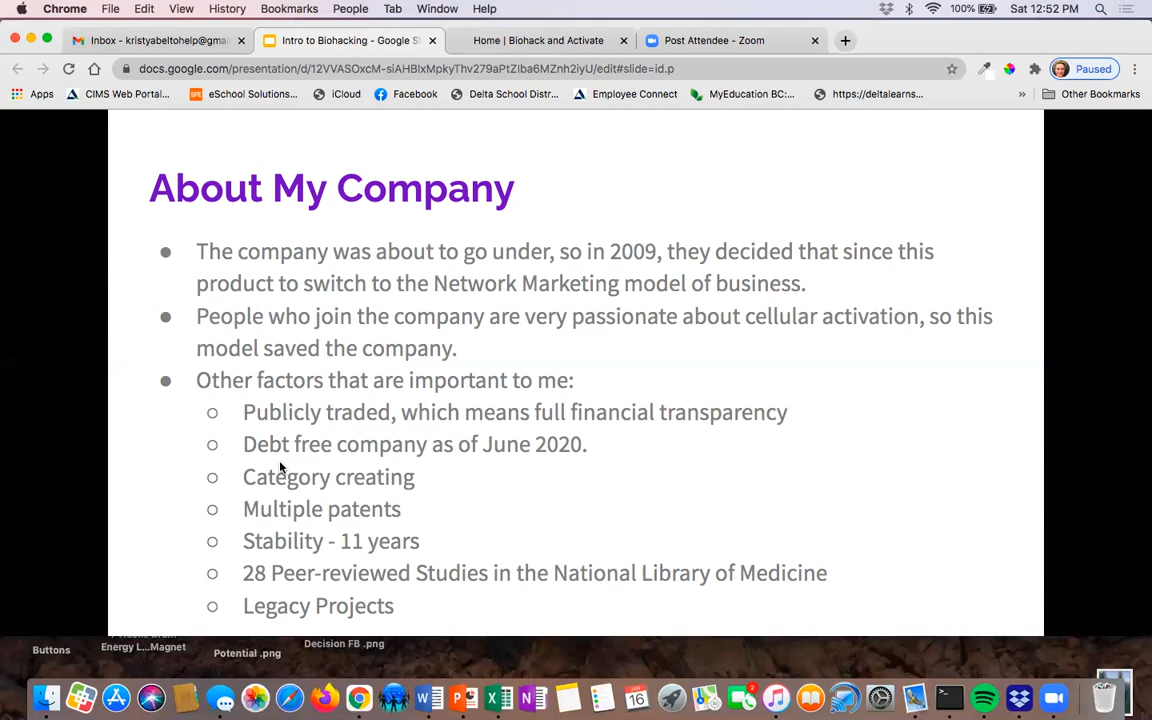 Chrome File Edit View History Bookmarks People Tab Window Help 100% Sat 12:52 PM
Inbox - kristyabeltohelp@gmai Intro to Biohacking - Google Sl Home | Biohack and Activate Post Attendee - Zoom
docs.google.com/presentation/d/12VVASOxcM-siAHBIxMpkyThv279aPtZIba6MZnh2iyU/edit#slide=id.p Paused
Apps CIMS Web Portal... eSchool Solutions... iCloud Facebook Delta School Distr... Employee Connect MyEducation BC:... https://deltalearns... » Other Bookmarks
About My Company
● The company was about to go under, so in 2009, they decided that since this
product to switch to the Network Marketing model of business.
● People who join the company are very passionate about cellular activation, so this
model saved the company.
● Other factors that are important to me:
○ Publicly traded, which means full financial transparency
○ Debt free company as of June 2020.
○ Category creating
○ Multiple patents
○ Stability - 11 years
○ 28 Peer-reviewed Studies in the National Library of Medicine
○ Legacy Projects
Buttons Energy L...Magnet Potential .png Decision FB .png
JAN
16
2